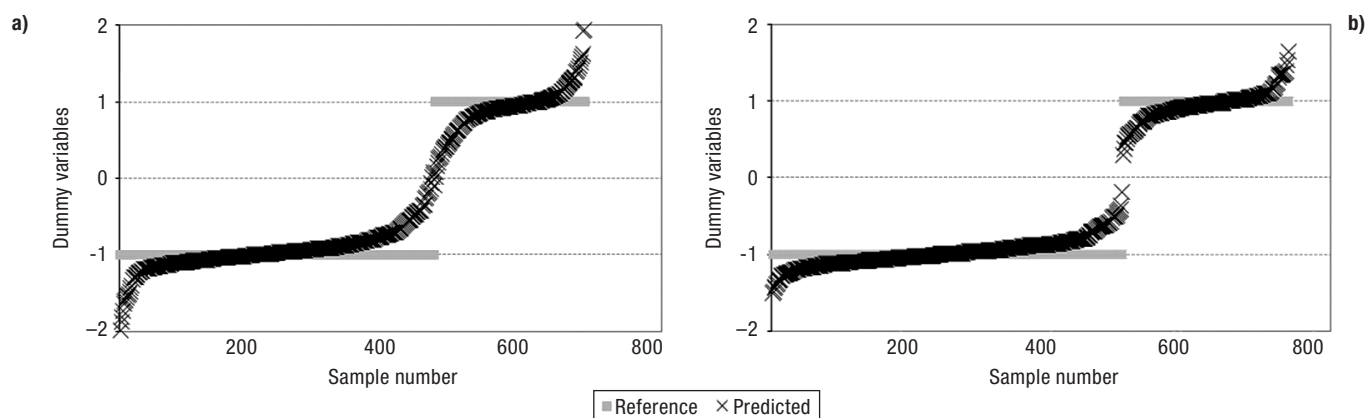 a)
Dummy variables
2
1
0
-1
–2
200 400 600 800
Sample number
b)
Dummy variables
2
1
0
-1
–2
200 400 600 800
Sample number
Reference Predicted